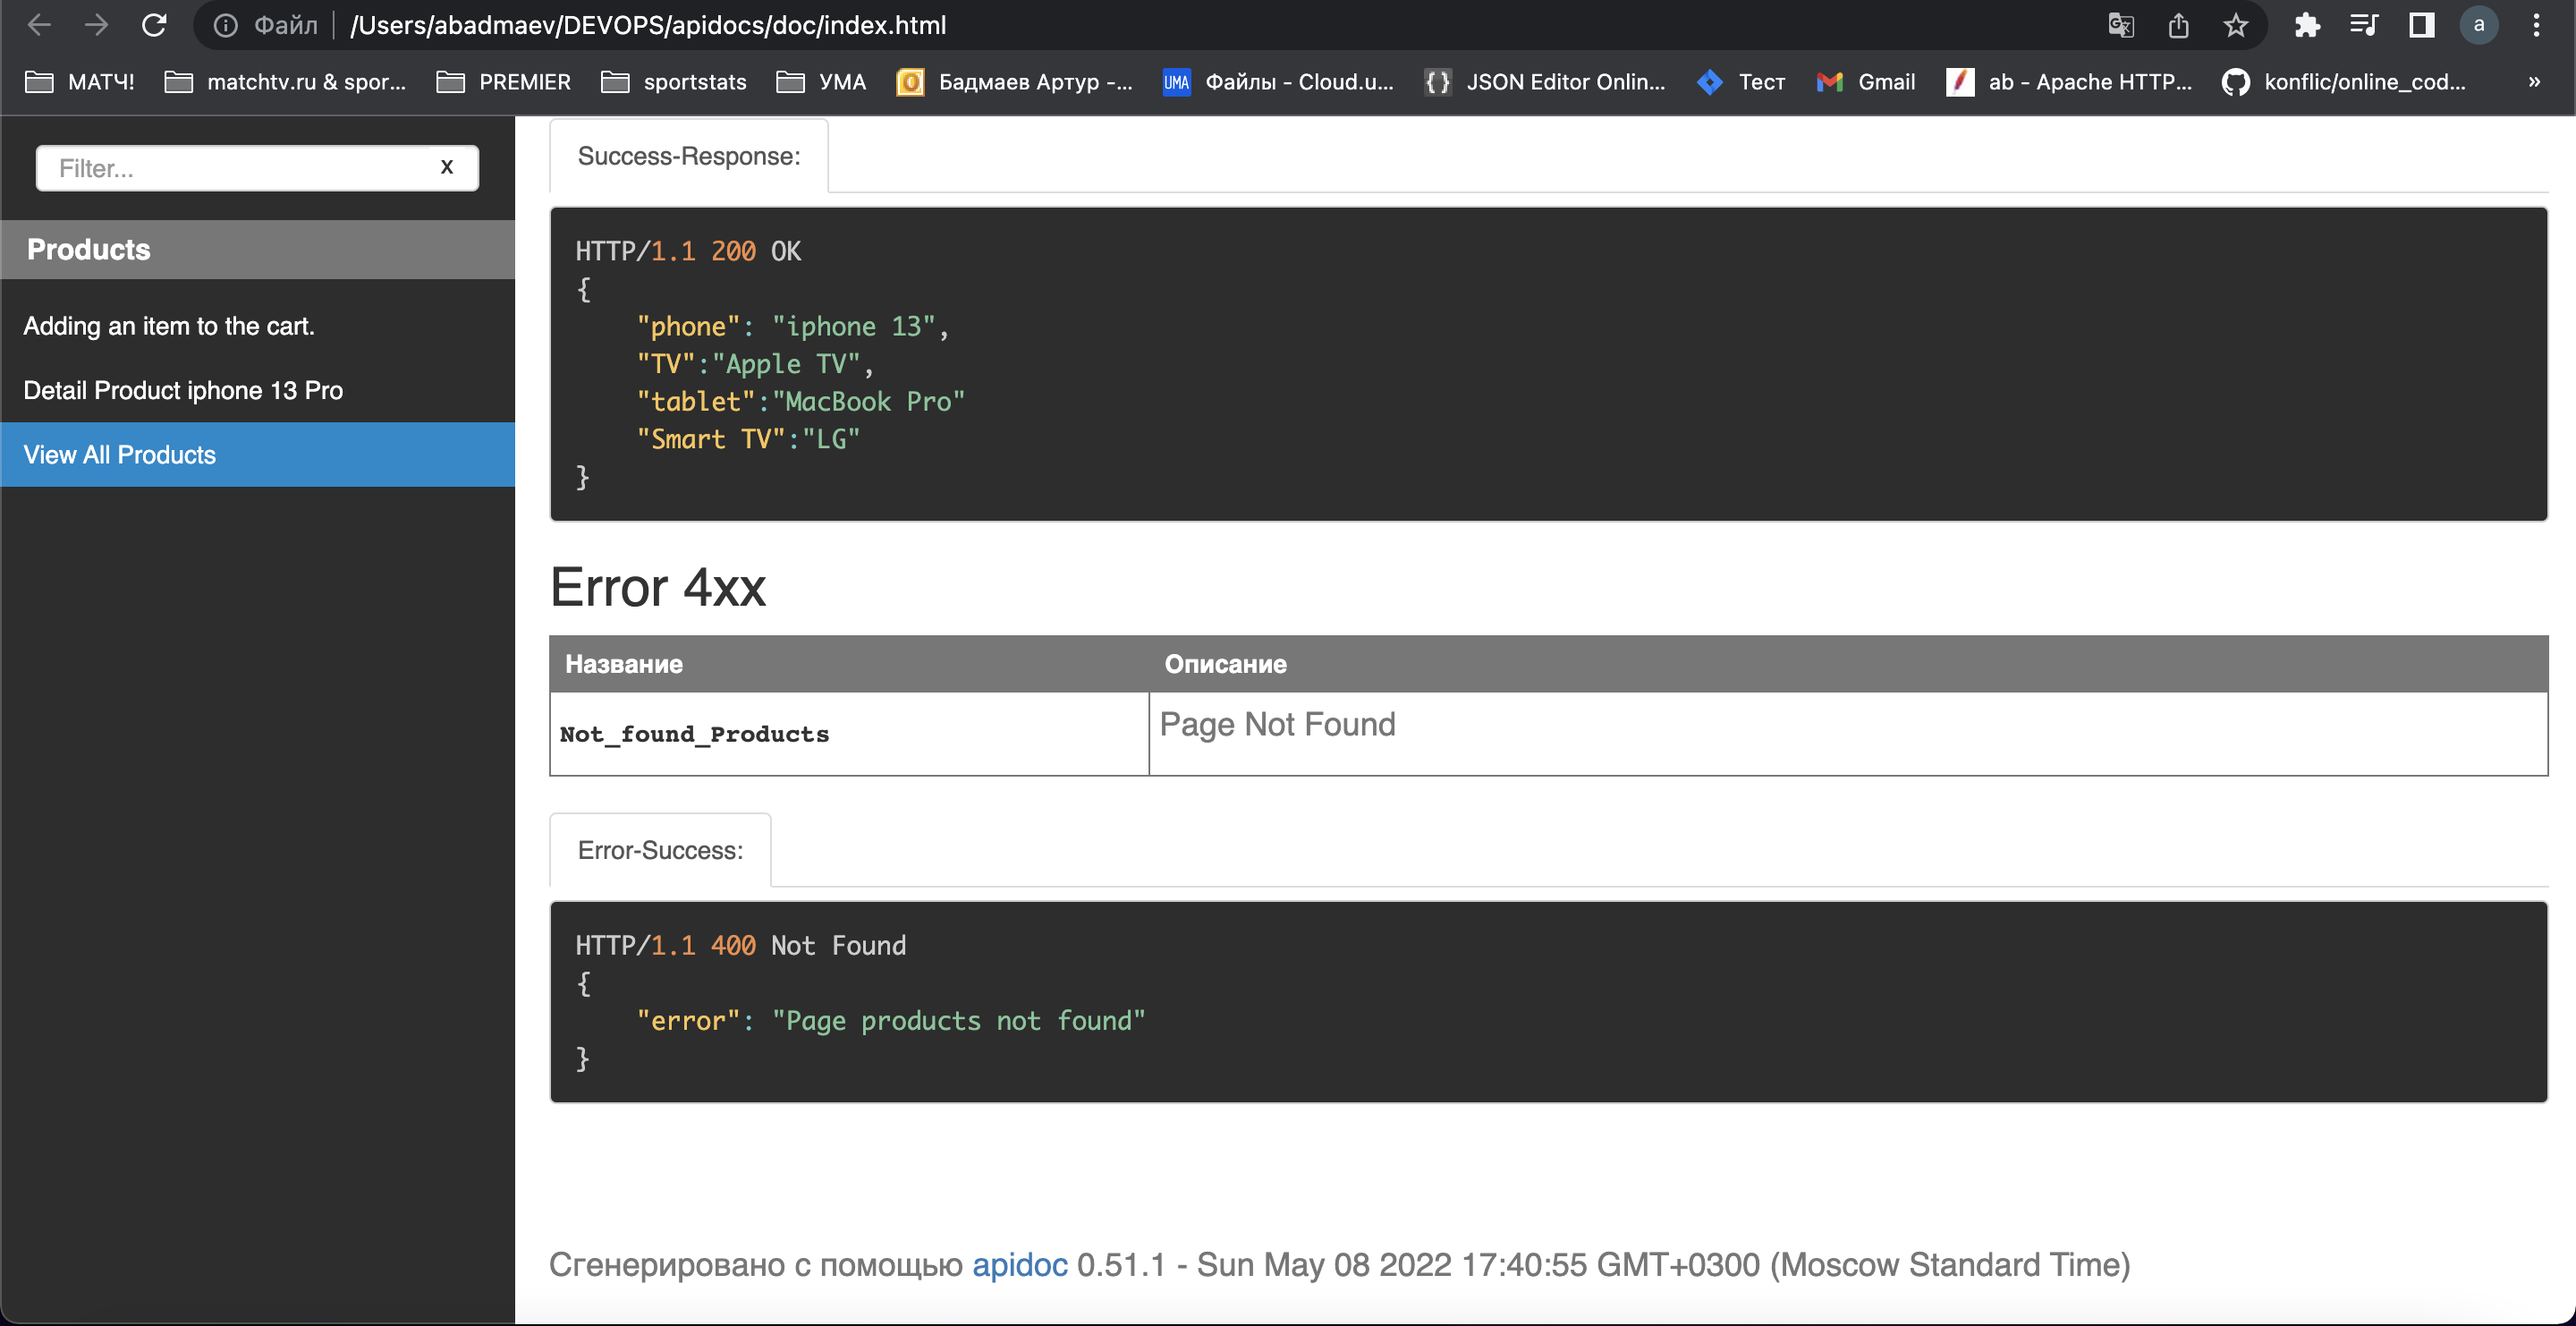 Файл /Users/abadmaev/DEVOPS/apidocs/doc/index.html a
МАТЧ! matchtv.ru & spor... PREMIER sportstats УМА Бадмаев Артур -... UMA Файлы - Cloud.u... {} JSON Editor Onlin... Тест Gmail ab - Apache HTTP... konflic/online_cod... »
Filter... x
Products
Adding an item to the cart.
Detail Product iphone 13 Pro
View All Products
Success-Response:
HTTP/1.1 200 OK
{
    "phone": "iphone 13",
    "TV":"Apple TV",
    "tablet":"MacBook Pro"
    "Smart TV":"LG"
}
Error 4xx
Название Описание
Not_found_Products Page Not Found
Error-Success:
HTTP/1.1 400 Not Found
{
    "error": "Page products not found"
}
Сгенерировано с помощью apidoc 0.51.1 - Sun May 08 2022 17:40:55 GMT+0300 (Moscow Standard Time)